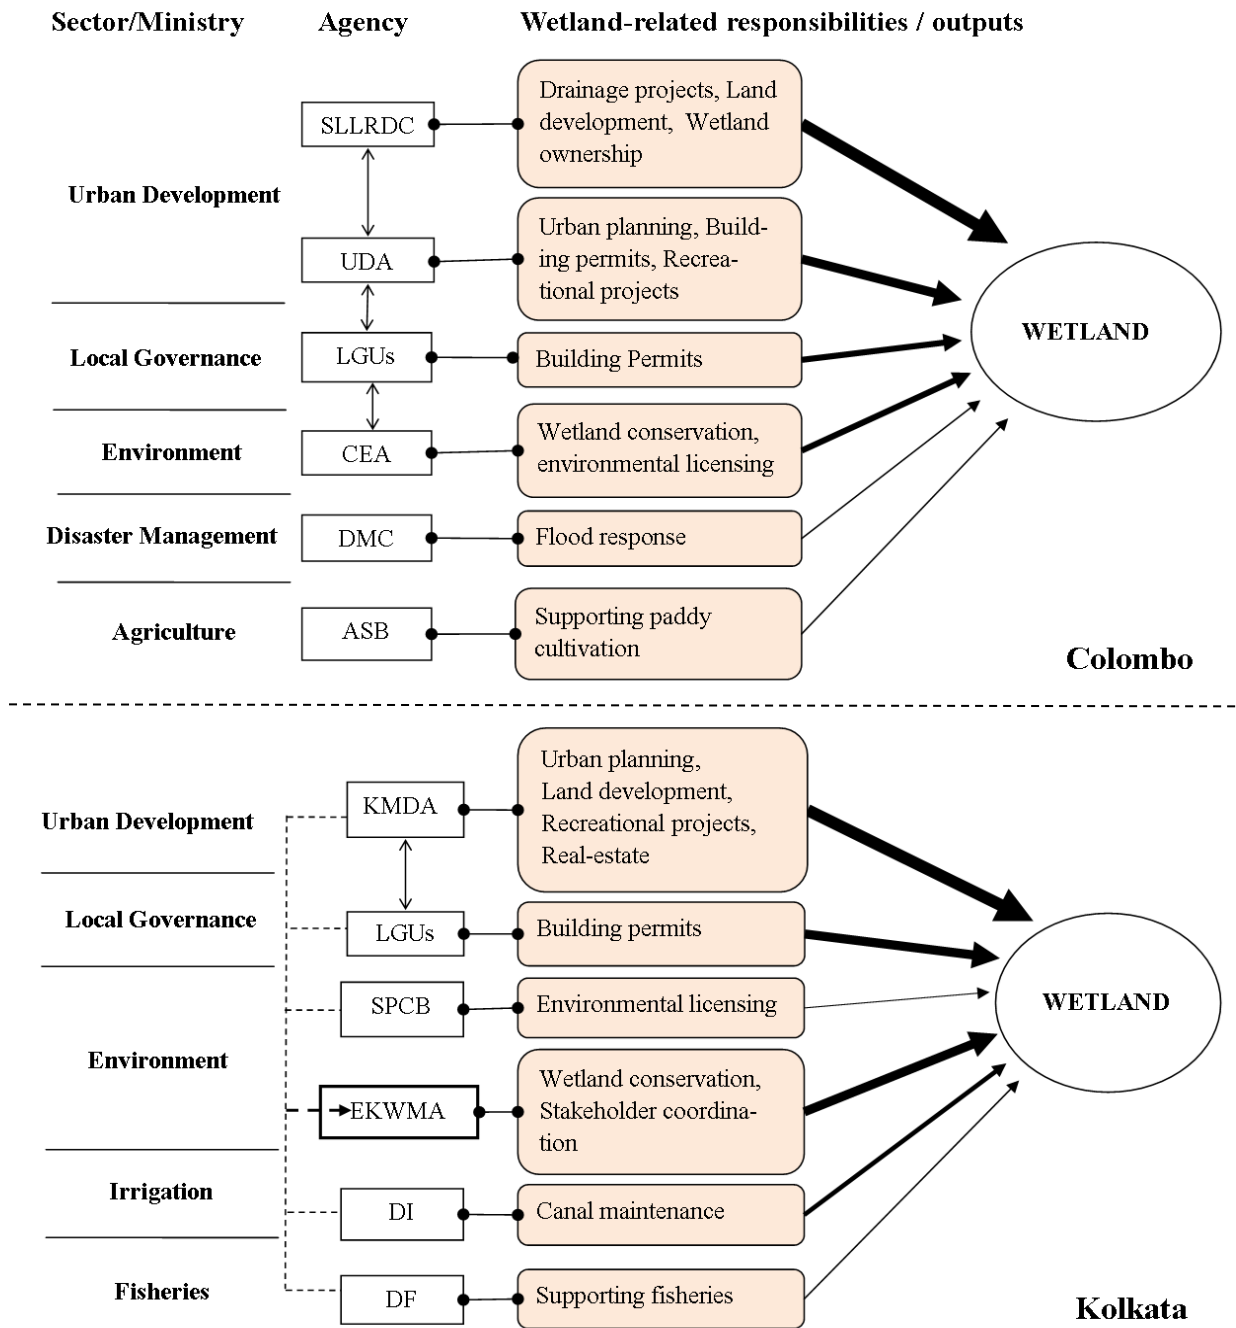 Sector/Ministry Agency Wetland-related responsibilities / outputs
Urban Development
SLLRDC
Drainage projects, Land
development, Wetland
ownership
UDA
Urban planning, Build-
ing permits, Recrea-
tional projects
Local Governance
LGUs
Building Permits
Environment
CEA
Wetland conservation,
environmental licensing
Disaster Management
DMC
Flood response
Agriculture
ASB
Supporting paddy
cultivation
WETLAND
Colombo
Urban Development
KMDA
Urban planning,
Land development,
Recreational projects,
Real-estate
Local Governance
LGUs
Building permits
Environment
SPCB
Environmental licensing
EKWMA
Wetland conservation,
Stakeholder coordina-
tion
Irrigation
DI
Canal maintenance
Fisheries
DF
Supporting fisheries
WETLAND
Kolkata